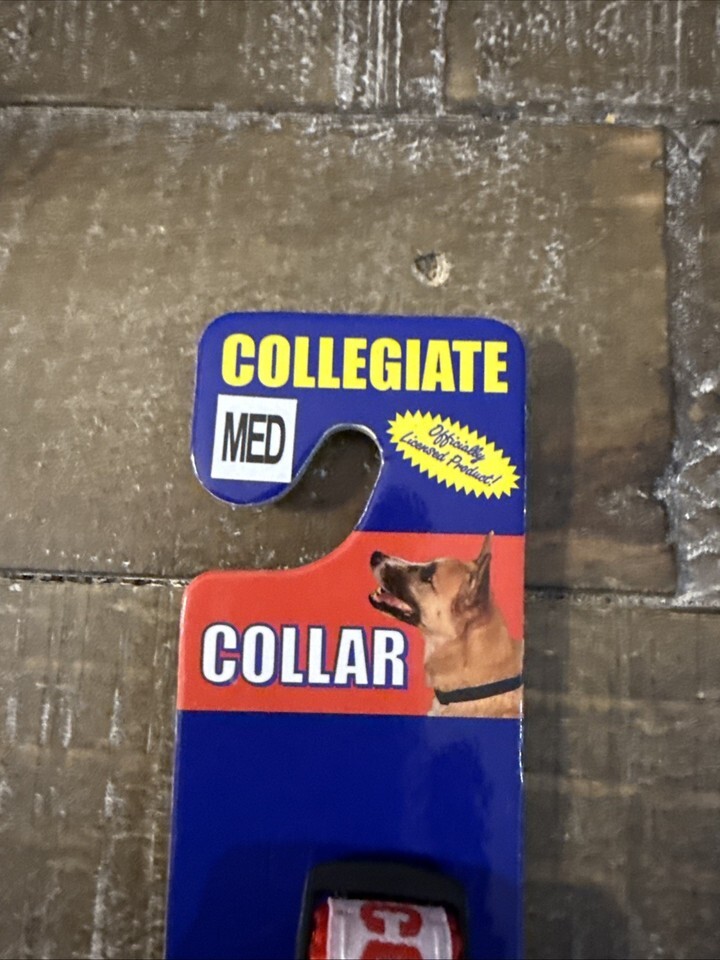 COLLEGIATE
MED
Officially
Licensed Product!
COLLAR